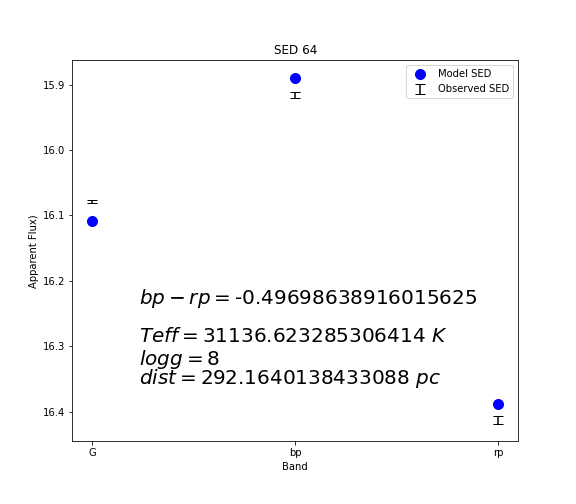 SED 64
Model SED
Observed SED
15.9
16.0
16.1
16.2
16.3
16.4
Apparent Flux)
bp − rp = -0.49698638916015625
Teff = 31136.623285306414 K
logg = 8
dist = 292.1640138433088 pc
G bp rp
Band